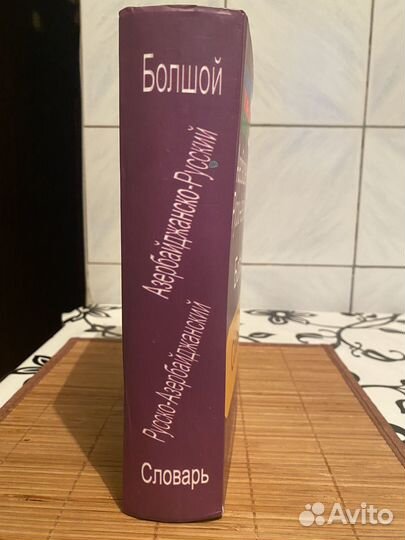 Болшой
Азербайджанско-Русский
Русско-Азербайджанский
Словарь
Avito